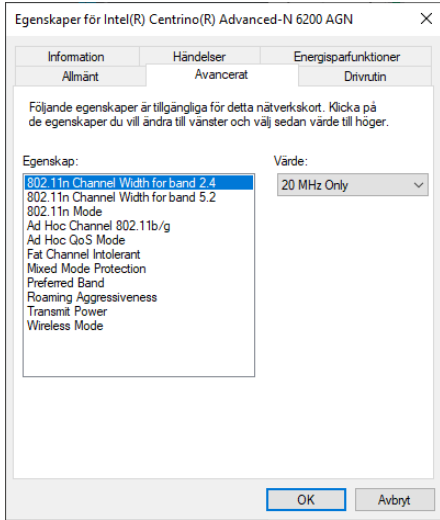 Egenskaper för Intel(R) Centrino(R) Advanced-N 6200 AGN
Information Händelser Energisparfunktioner
Allmänt Avancerat Drivrutin
Följande egenskaper är tillgängliga för detta nätverkskort. Klicka på
de egenskaper du vill ändra till vänster och välj sedan värde till höger.
Egenskap: Värde:
802.11n Channel Width for band 2.4 20 MHz Only
802.11n Channel Width for band 5.2
802.11n Mode
Ad Hoc Channel 802.11b/g
Ad Hoc QoS Mode
Fat Channel Intolerant
Mixed Mode Protection
Preferred Band
Roaming Aggressiveness
Transmit Power
Wireless Mode
OK Avbryt